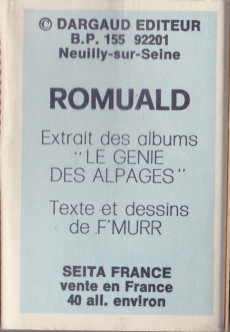 © DARGAUD EDITEUR
B.P. 155 92201
Neuilly-sur-Seine
ROMUALD
Extrait des albums
"LE GENIE
DES ALPAGES"
Texte et dessins
de F'MURR
SEITA FRANCE
vente en France
40 all. environ